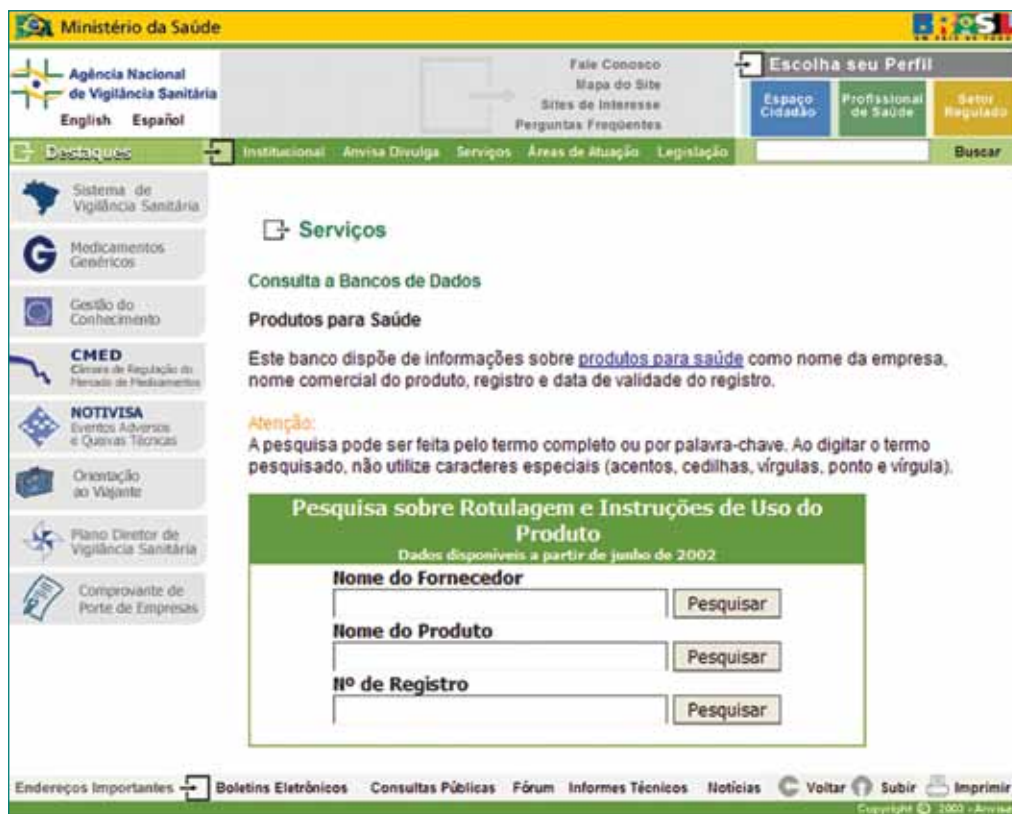 Ministério da Saúde
BRASIL
Agência Nacional
de Vigilância Sanitária
English Español
Fale Conosco
Mapa do Site
Sites de Interesse
Perguntas Freqüentes
Escolha seu Perfil
Espaço Cidadão
Profissional de Saúde
Setor Regulado
Destaques
Institucional Anvisa Divulga Serviços Áreas de Atuação Legislação
Buscar
Sistema de
Vigilância Sanitária
Medicamentos
Genéricos
Gestão do
Conhecimento
CMED
Câmara de Regulação do
Mercado de Medicamentos
NOTIVISA
Eventos Adversos
e Queixas Técnicas
Orientação
ao Viajante
Plano Diretor de
Vigilância Sanitária
Comprovante de
Porte de Empresas
Serviços
Consulta a Bancos de Dados
Produtos para Saúde
Este banco dispõe de informações sobre produtos para saúde como nome da empresa,
nome comercial do produto, registro e data de validade do registro.
Atenção:
A pesquisa pode ser feita pelo termo completo ou por palavra-chave. Ao digitar o termo
pesquisado, não utilize caracteres especiais (acentos, cedilhas, vírgulas, ponto e vírgula).
Pesquisa sobre Rotulagem e Instruções de Uso do
Produto
Dados disponíveis a partir de junho de 2002
Nome do Fornecedor
Pesquisar
Nome do Produto
Pesquisar
Nº de Registro
Pesquisar
Endereços Importantes Boletins Eletrônicos Consultas Públicas Fórum Informes Técnicos Notícias Voltar Subir Imprimir
Copyright © 2003 - Anvisa